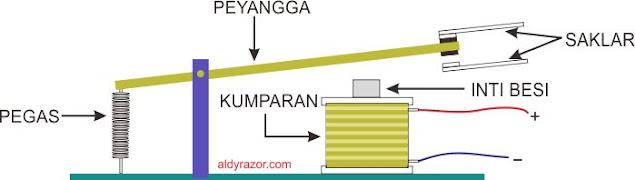 PEYANGGA
SAKLAR
INTI BESI
KUMPARAN
PEGAS
+
aldyrazor.com
–